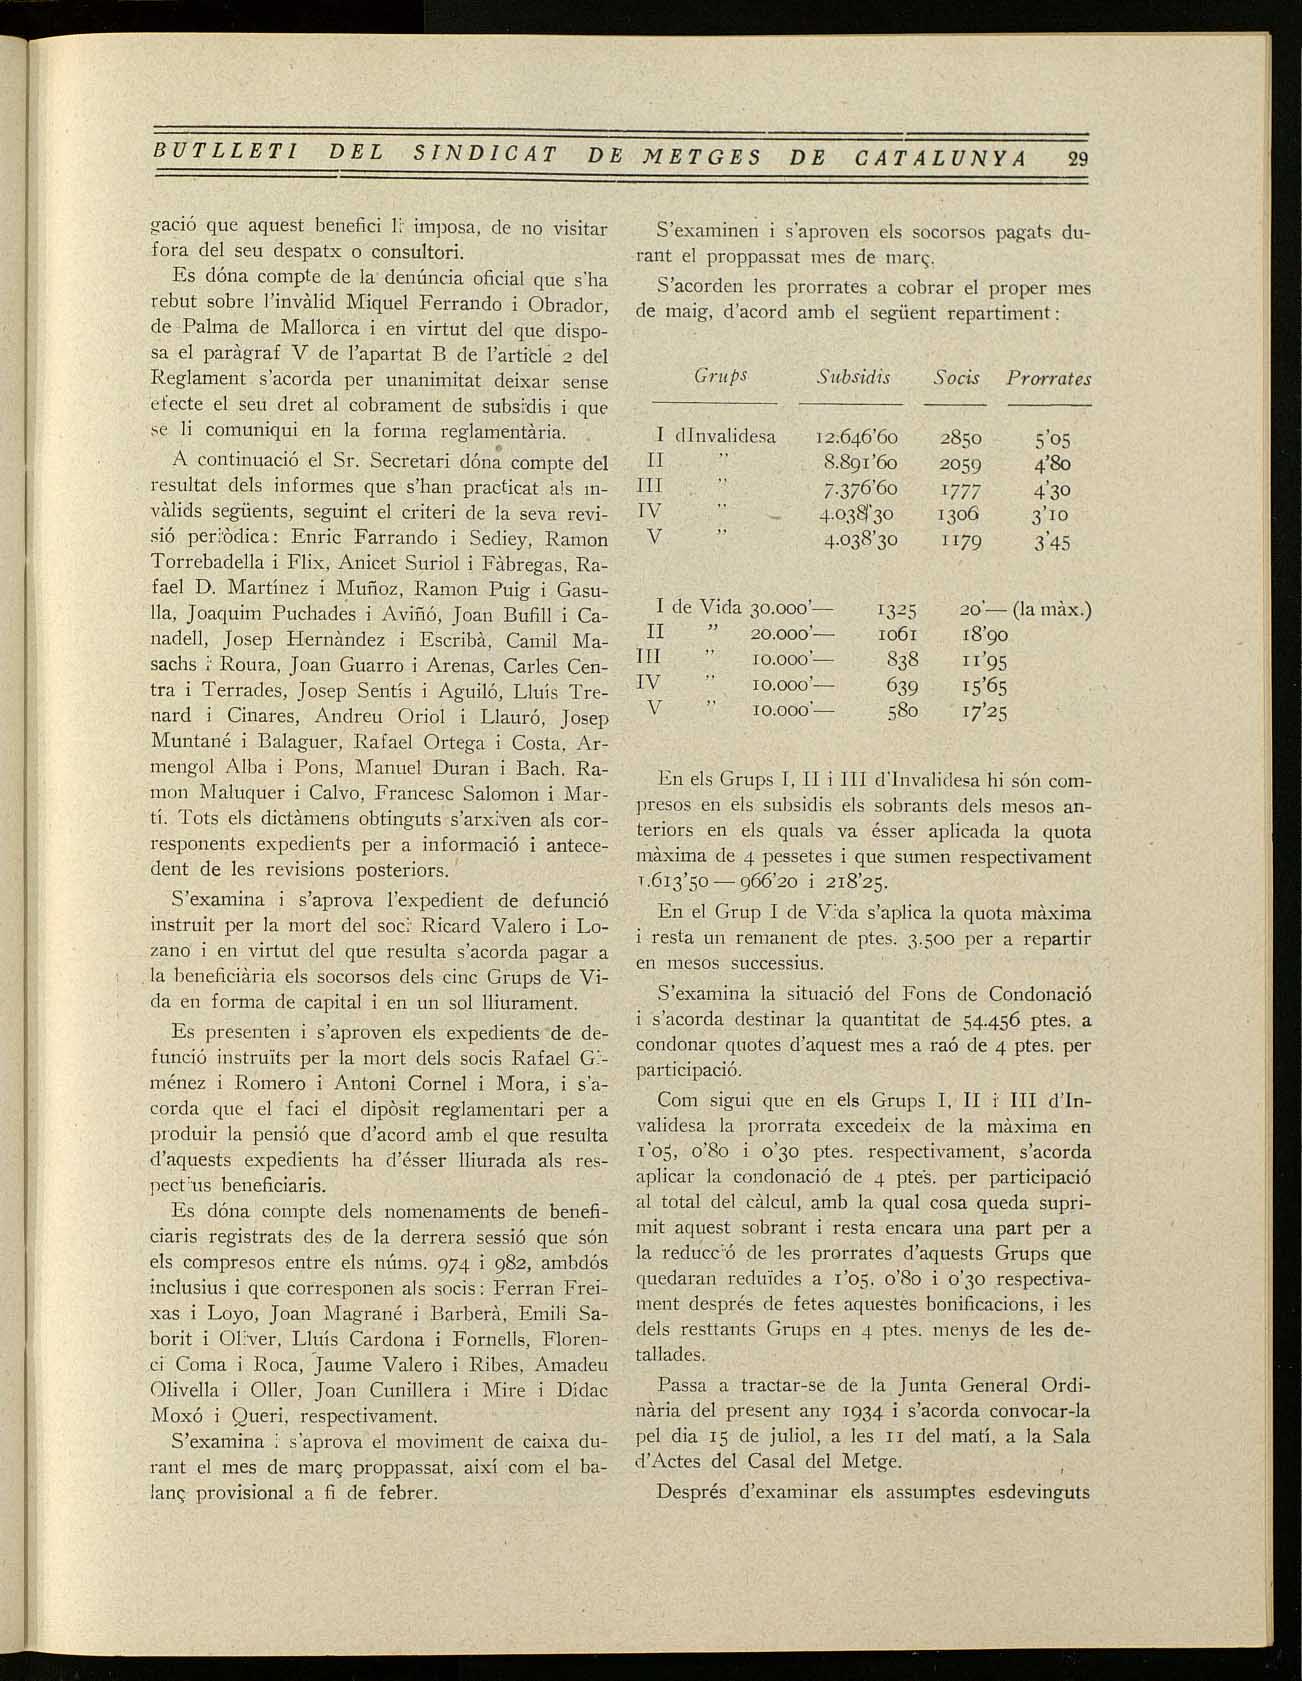 BUTLLETI DEL SINDICAT DE METGES DE CATALUNYA 29
gació que aquest benefici li imposa, de no visitar
fora del seu despatx o consultori.
Es dóna compte de la denúncia oficial que s'ha
rebut sobre l'invàlid Miquel Ferrando i Obrador,
de Palma de Mallorca i en virtut del que dispo-
sa el paràgraf V de l'apartat B de l'article 2 del
Reglament s'acorda per unanimitat deixar sense
efecte el seu dret al cobrament de subsidis i que
se li comuniqui en la forma reglamentària.
A continuació el Sr. Secretari dóna compte del
resultat dels informes que s'han practicat als in-
vàlids següents, seguint el criteri de la seva revi-
sió periòdica: Enric Farrando i Sediey, Ramon
Torrebadella i Flix, Anicet Suriol i Fàbregas, Ra-
fael D. Martínez i Muñoz, Ramon Puig i Gasu-
lla, Joaquim Puchadès i Aviñó, Joan Bufill i Ca-
nadell, Josep Hernàndez i Escribà, Camil Ma-
sachs i Roura, Joan Guarro i Arenas, Carles Cen-
tra i Terrades, Josep Sentís i Aguiló, Lluís Tre-
nard i Cinares, Andreu Oriol i Llauró, Josep
Muntané i Balaguer, Rafael Ortega i Costa, Ar-
mengol Alba i Pons, Manuel Duran i Bach, Ra-
mon Maluquer i Calvo, Francesc Salomon i Mar-
tí. Tots els dictàmens obtinguts s'arxiven als cor-
responents expedients per a informació i antece-
dent de les revisions posteriors.
S'examina i s'aprova l'expedient de defunció
instruit per la mort del soci Ricard Valero i Lo-
zano i en virtut del que resulta s'acorda pagar a
la beneficiària els socorsos dels cinc Grups de Vi-
da en forma de capital i en un sol lliurament.
Es presenten i s'aproven els expedients de de-
funció instruïts per la mort dels socis Rafael Gi-
ménez i Romero i Antoni Cornel i Mora, i s'a-
corda que el faci el dipòsit reglamentari per a
produir la pensió que d'acord amb el que resulta
d'aquests expedients ha d'ésser lliurada als res-
pectius beneficiaris.
Es dóna compte dels nomenaments de benefi-
ciaris registrats des de la derrera sessió que són
els compresos entre els núms. 974 i 982, ambdós
inclusius i que corresponen als socis: Ferran Frei-
xas i Loyo, Joan Magrané i Barberà, Emili Sa-
borit i Oliver, Lluís Cardona i Fornells, Floren-
ci Coma i Roca, Jaume Valero i Ribes, Amadeu
Olivella i Oller, Joan Cunillera i Mire i Dídac
Moxó i Queri, respectivament.
S'examina i s'aprova el moviment de caixa du-
rant el mes de març proppassat, així com el ba-
lanç provisional a fi de febrer.
S'examinen i s'aproven els socorsos pagats du-
rant el proppassat mes de març.
S'acorden les prorrates a cobrar el proper mes
de maig, d'acord amb el següent repartiment:
Grups Subsidis Socis Prorrates
I dInvalidesa 12.646'60 2850 5'05
II " 8.891'60 2059 4'80
III " 7.376'60 1777 4'30
IV " 4.038'30 1306 3'10
V " 4.038'30 1179 3'45
I de Vida 30.000'— 1325 20'— (la màx.)
II " 20.000'— 1061 18'90
III " 10.000'— 838 11'95
IV " 10.000'— 639 15'65
V " 10.000'— 580 17'25
En els Grups I, II i III d'Invalidesa hi són com-
presos en els subsidis els sobrants dels mesos an-
teriors en els quals va ésser aplicada la quota
màxima de 4 pessetes i que sumen respectivament
1.613'50 — 966'20 i 218'25.
En el Grup I de Vida s'aplica la quota màxima
i resta un remanent de ptes. 3.500 per a repartir
en mesos successius.
S'examina la situació del Fons de Condonació
i s'acorda destinar la quantitat de 54.456 ptes. a
condonar quotes d'aquest mes a raó de 4 ptes. per
participació.
Com sigui que en els Grups I, II i III d'In-
validesa la prorrata excedeix de la màxima en
1'05, 0'80 i 0'30 ptes. respectivament, s'acorda
aplicar la condonació de 4 ptes. per participació
al total del càlcul, amb la qual cosa queda supri-
mit aquest sobrant i resta encara una part per a
la reducció de les prorrates d'aquests Grups que
quedaran reduïdes a 1'05, 0'80 i 0'30 respectiva-
ment després de fetes aquestes bonificacions, i les
dels resttants Grups en 4 ptes. menys de les de-
tallades.
Passa a tractar-se de la Junta General Ordi-
nària del present any 1934 i s'acorda convocar-la
pel dia 15 de juliol, a les 11 del matí, a la Sala
d'Actes del Casal del Metge.
Després d'examinar els assumptes esdevinguts